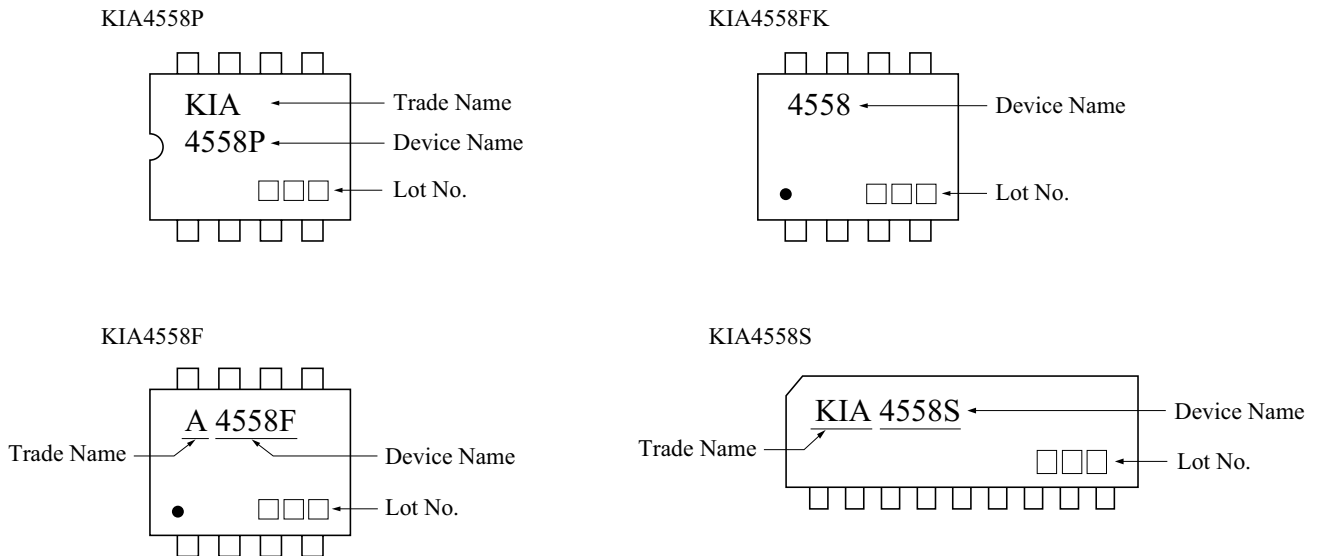 KIA4558P
KIA
Trade Name
4558P
Device Name
Lot No.
KIA4558FK
4558
Device Name
Lot No.
KIA4558F
A 4558F
Trade Name
Device Name
Lot No.
KIA4558S
KIA 4558S
Device Name
Trade Name
Lot No.